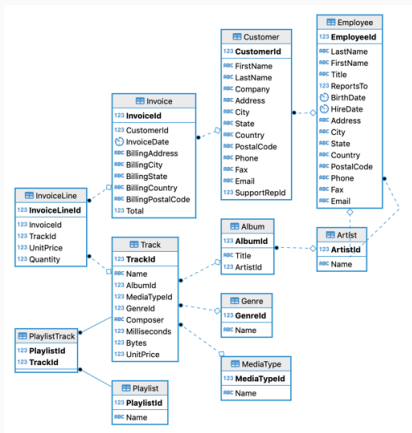 Employee
123 EmployeeId
ABC LastName
ABC FirstName
ABC Title
123 ReportsTo
BirthDate
HireDate
ABC Address
ABC City
ABC State
ABC Country
ABC PostalCode
ABC Phone
ABC Fax
ABC Email
Customer
123 CustomerId
ABC FirstName
ABC LastName
ABC Company
ABC Address
ABC City
ABC State
ABC Country
ABC PostalCode
ABC Phone
ABC Fax
ABC Email
123 SupportRepId
Invoice
123 InvoiceId
123 CustomerId
InvoiceDate
ABC BillingAddress
ABC BillingCity
ABC BillingState
ABC BillingCountry
ABC BillingPostalCode
123 Total
InvoiceLine
123 InvoiceLineId
123 InvoiceId
123 TrackId
123 UnitPrice
123 Quantity
Track
123 TrackId
ABC Name
123 AlbumId
123 MediaTypeId
123 GenreId
ABC Composer
123 Milliseconds
123 Bytes
123 UnitPrice
Album
123 AlbumId
ABC Title
123 ArtistId
Artist
123 ArtistId
ABC Name
Genre
123 GenreId
ABC Name
MediaType
123 MediaTypeId
ABC Name
PlaylistTrack
123 PlaylistId
123 TrackId
Playlist
123 PlaylistId
ABC Name